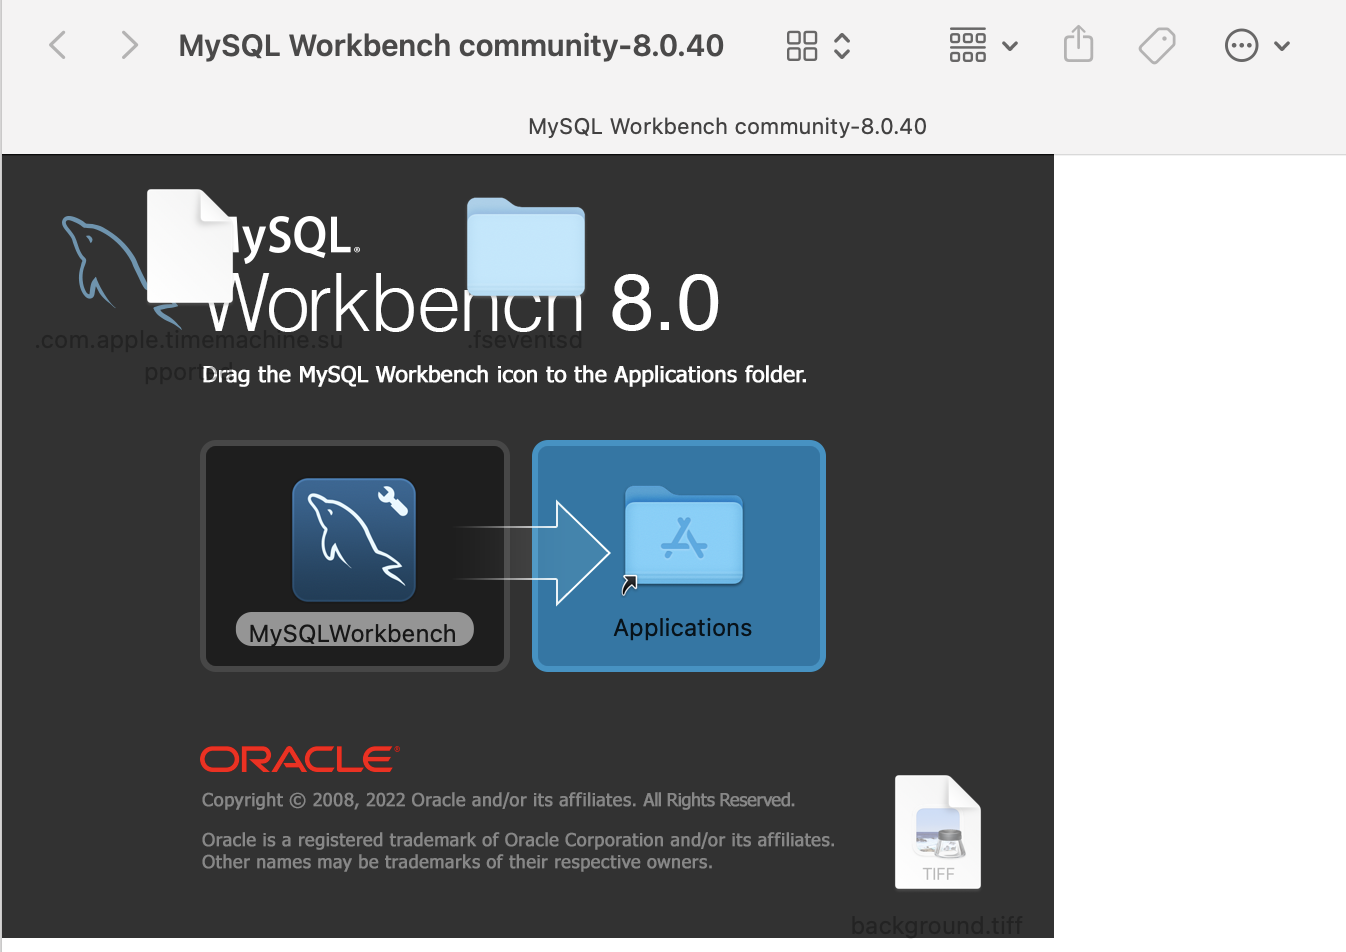 MySQL Workbench community-8.0.40
MySQL Workbench community-8.0.40
MySQL®
Workbench 8.0
.com.apple.timemachine.su
.fseventsd
Drag the MySQL Workbench icon to the Applications folder.
MySQLWorkbench
Applications
ORACLE®
Copyright © 2008, 2022 Oracle and/or its affiliates. All Rights Reserved.
Oracle is a registered trademark of Oracle Corporation and/or its affiliates.
Other names may be trademarks of their respective owners.
TIFF
background.tiff